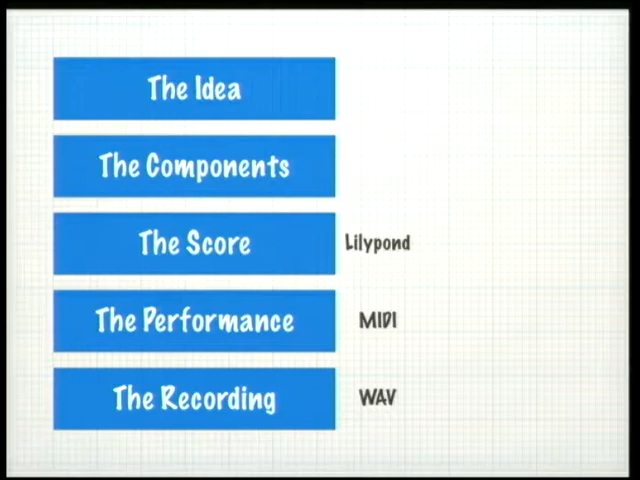 The Idea
The Components
The Score
Lilypond
The Performance
MIDI
The Recording
WAV